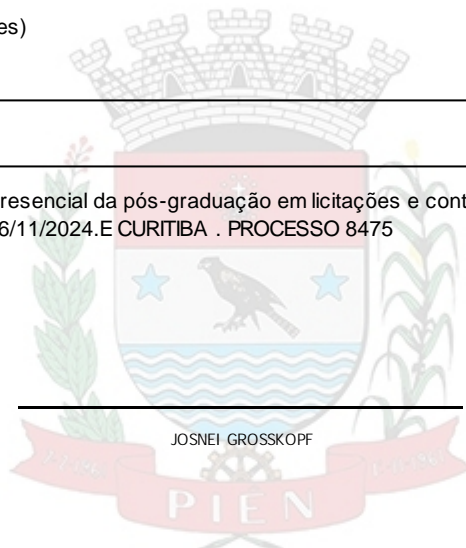 es)
resencial da pós-graduação em licitações e cont
6/11/2024.E CURITIBA . PROCESSO 8475
JOSNEI GROSSKOPF
PIEN